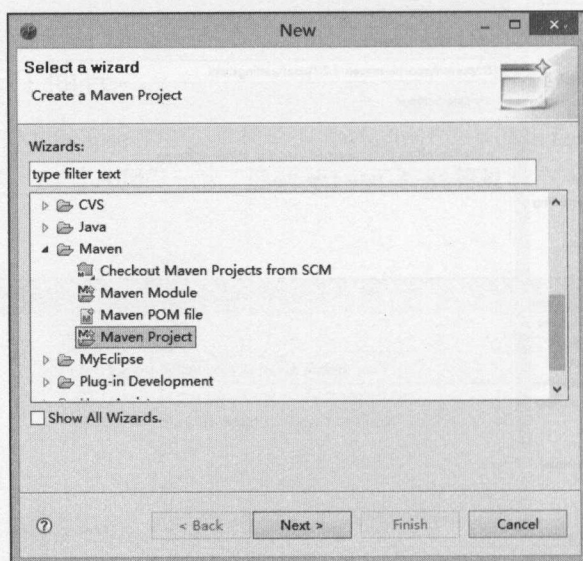 New
Select a wizard
Create a Maven Project
Wizards:
type filter text
CVS
Java
Maven
Checkout Maven Projects from SCM
Maven Module
Maven POM file
Maven Project
MyEclipse
Plug-in Development
Show All Wizards.
< Back Next > Finish Cancel